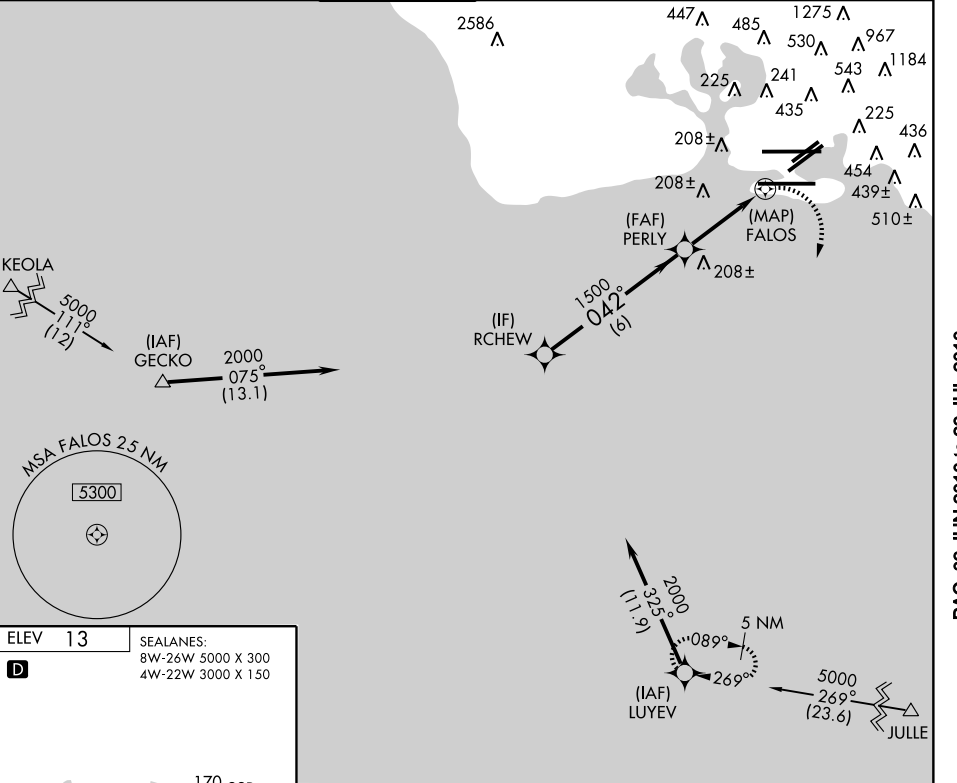 2586
447
485
1275
530
967
1184
225
241
435
543
225
436
208±
454
439±
208±
510±
(MAP)
FALOS
(FAF)
PERLY
208±
1500
042°
(6)
(IF)
RCHEW
KEOLA
5000
111°
(12)
(IAF)
GECKO
2000
075°
(13.1)
MSA FALOS 25 NM
5300
2000
325°
(11.9)
089°
5 NM
269°
(IAF)
LUYEV
5000
269°
(23.6)
JULLE
ELEV 13
D
SEALANES:
8W-26W 5000 X 300
4W-22W 3000 X 150
170